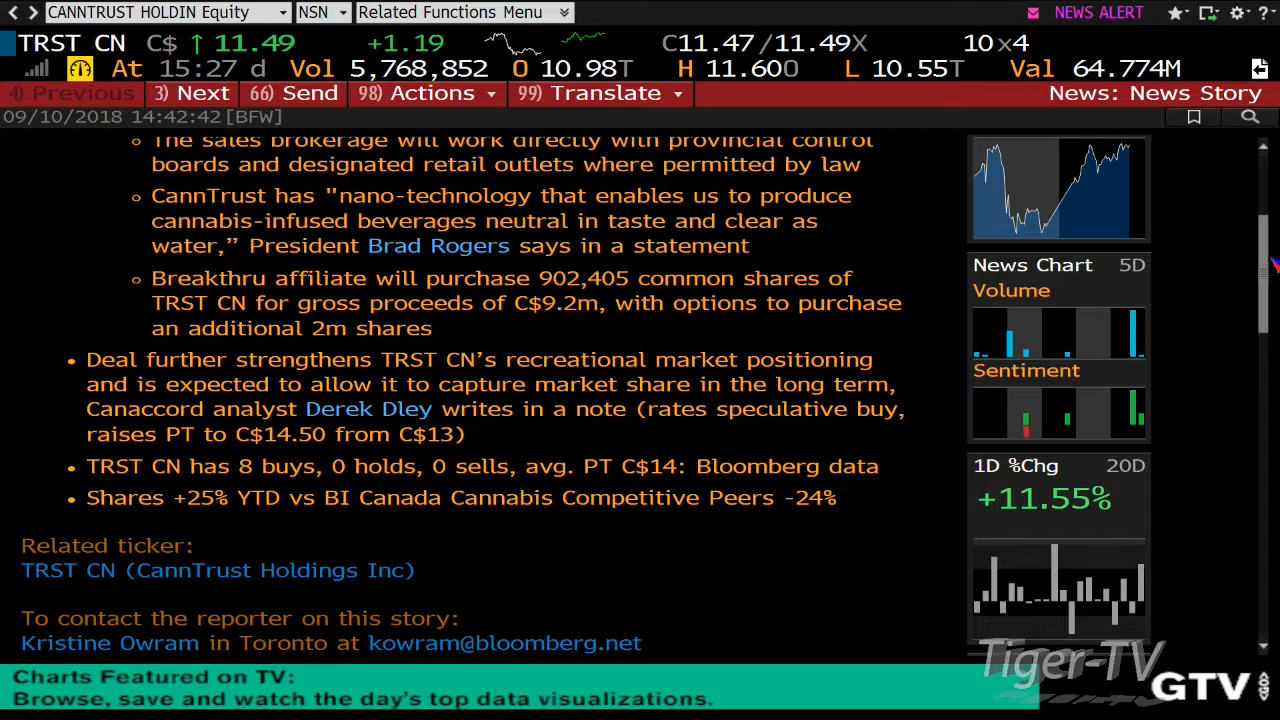 CANNTRUST HOLDIN Equity NSN Related Functions Menu NEWS ALERT ?
TRST CN C$ ↑ 11.49 +1.19 C11.47/11.49X 10x4
At 15:27 d Vol 5,768,852 O 10.98T H 11.60O L 10.55T Val 64.774M
4) Previous 3) Next 66) Send 98) Actions 99) Translate News: News Story
09/10/2018 14:42:42 [BFW]
The sales brokerage will work directly with provincial control
boards and designated retail outlets where permitted by law
CannTrust has "nano-technology that enables us to produce
cannabis-infused beverages neutral in taste and clear as
water,” President Brad Rogers says in a statement
Breakthru affiliate will purchase 902,405 common shares of
TRST CN for gross proceeds of C$9.2m, with options to purchase
an additional 2m shares
• Deal further strengthens TRST CN’s recreational market positioning
and is expected to allow it to capture market share in the long term,
Canaccord analyst Derek Dley writes in a note (rates speculative buy,
raises PT to C$14.50 from C$13)
• TRST CN has 8 buys, 0 holds, 0 sells, avg. PT C$14: Bloomberg data
• Shares +25% YTD vs BI Canada Cannabis Competitive Peers -24%
Related ticker:
TRST CN (CannTrust Holdings Inc)
To contact the reporter on this story:
Kristine Owram in Toronto at kowram@bloomberg.net
News Chart 5D
Volume
Sentiment
1D %Chg 20D
+11.55%
Tiger-TV
Charts Featured on TV:
Browse, save and watch the day's top data visualizations.
GTV